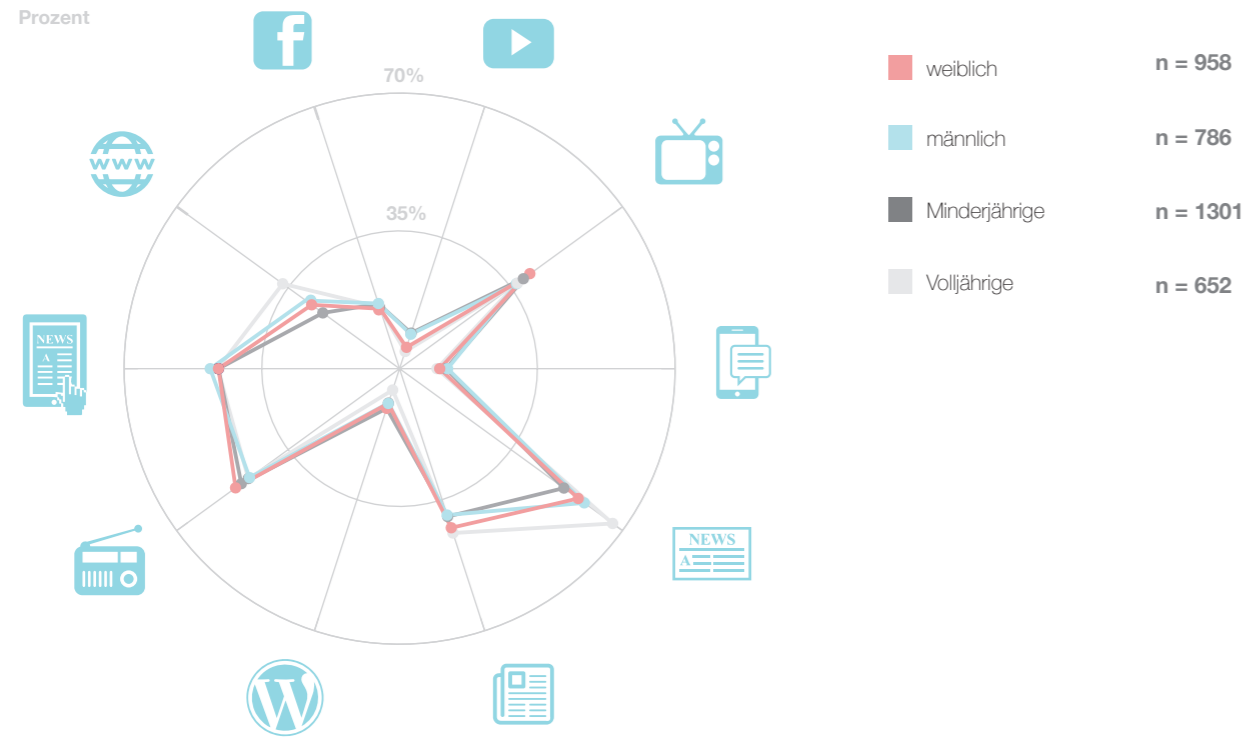 Prozent
70%
35%
f
www
NEWS
A
NEWS
A
W
weiblich n = 958
männlich n = 786
Minderjährige n = 1301
Volljährige n = 652